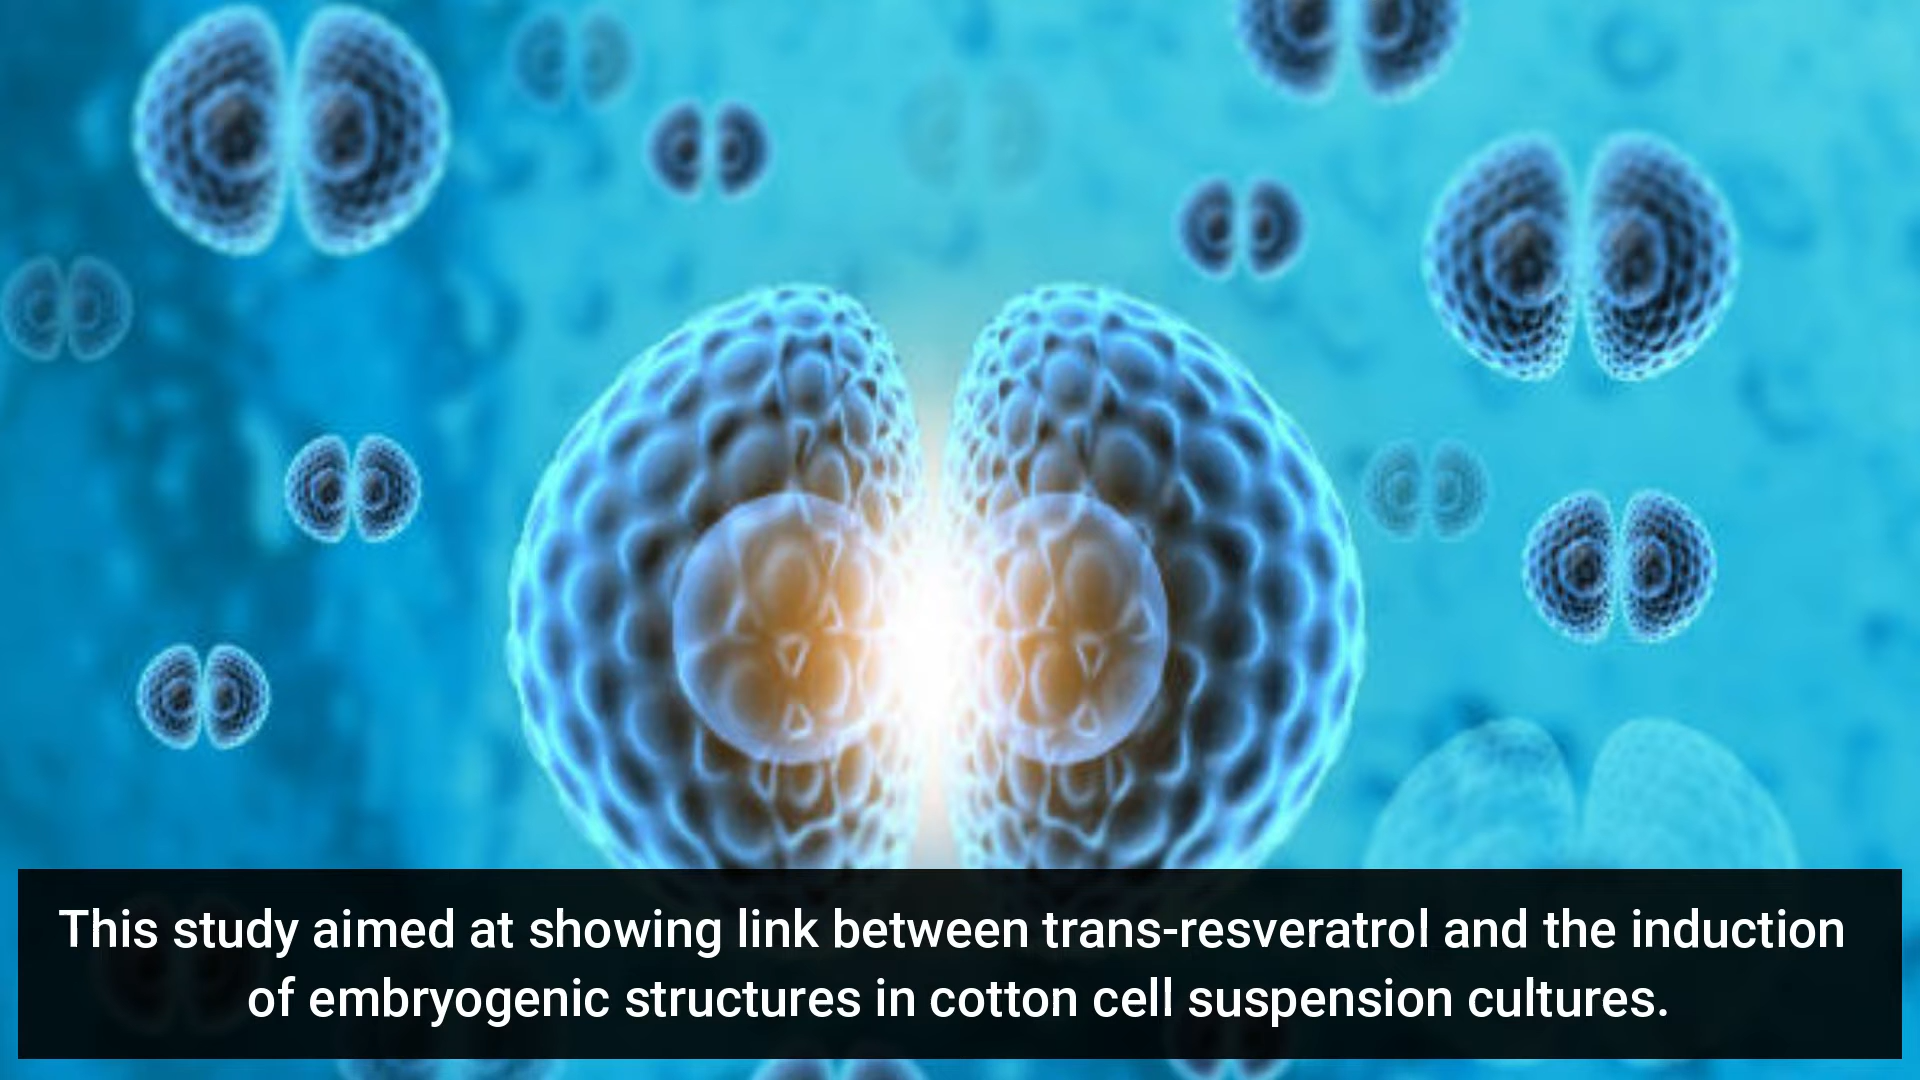 This study aimed at showing link between trans-resveratrol and the induction
of embryogenic structures in cotton cell suspension cultures.